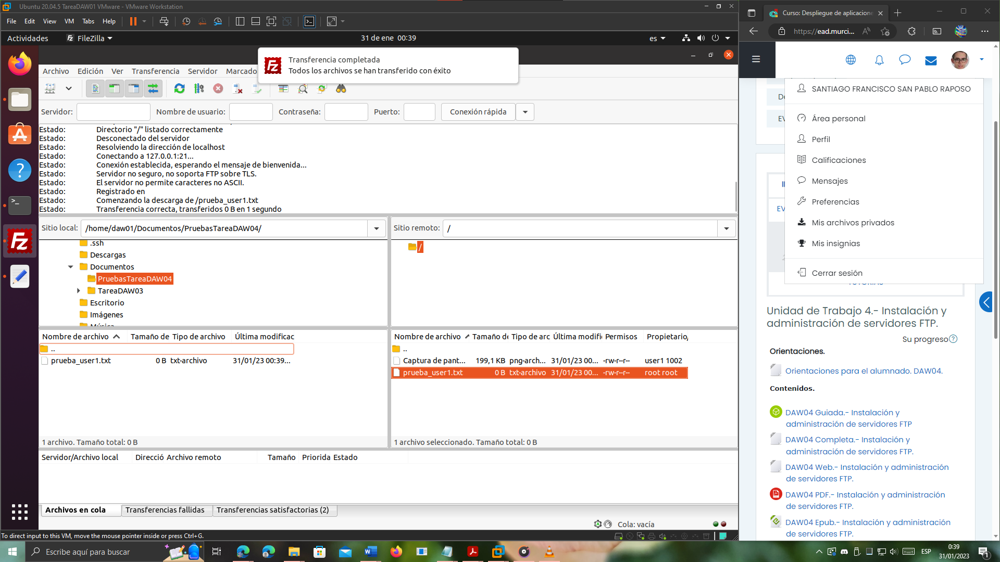 Ubuntu 20.04.5 TareaDAW01 VMware - VMware Workstation
File Edit View VM Tabs Help
Actividades FileZilla 31 de ene 00:39 es
Transferencia completada
Todos los archivos se han transferido con éxito
Archivo Edición Ver Transferencia Servidor Marcado
Servidor: Nombre de usuario: Contraseña: Puerto: Conexión rápida
Estado: Directorio "/" listado correctamente
Estado: Desconectado del servidor
Estado: Resolviendo la dirección de localhost
Estado: Conectando a 127.0.0.1:21...
Estado: Conexión establecida, esperando el mensaje de bienvenida...
Estado: Servidor no seguro, no soporta FTP sobre TLS.
Estado: El servidor no permite caracteres no ASCII.
Estado: Registrado en
Estado: Comenzando la descarga de /prueba_user1.txt
Estado: Transferencia correcta, transferidos 0 B en 1 segundo
Sitio local: /home/daw01/Documentos/PruebasTareaDAW04/
.ssh
Descargas
Documentos
PruebasTareaDAW04
TareaDAW03
Escritorio
Imágenes
Música
Nombre de archivo Tamaño de Tipo de archivo Última modificac
..
prueba_user1.txt 0 B txt-archivo 31/01/23 00:39...
1 archivo. Tamaño total: 0 B
Sitio remoto: /
/
Nombre de archivo Tamaño de Tipo de arc Última modifi Permisos Propietario/
..
Captura de pant... 199,1 KB png-arch... 31/01/23 00... -rw-r--r-- user1 1002
prueba_user1.txt 0 B txt-archivo 31/01/23 00... -rw-r--r-- root root
1 archivo seleccionado. Tamaño total: 0 B
Servidor/Archivo local Direcció Archivo remoto Tamaño Priorida Estado
Archivos en cola Transferencias fallidas Transferencias satisfactorias (2)
Cola: vacía
To direct input to this VM, move the mouse pointer inside or press Ctrl+G.
Curso: Despliegue de aplicacione
https://ead.murci...
SANTIAGO FRANCISCO SAN PABLO RAPOSO
Área personal
Perfil
Calificaciones
Mensajes
Preferencias
Mis archivos privados
Mis insignias
Cerrar sesión
EV
TUTORÍAS
Unidad de Trabajo 4.- Instalación y
administración de servidores FTP.
Su progreso
Orientaciones.
Orientaciones para el alumnado. DAW04.
Contenidos.
DAW04 Guiada.- Instalación y
administración de servidores FTP
DAW04 Completa.- Instalación y
administración de servidores FTP.
DAW04 Web.- Instalación y administración
de servidores FTP.
DAW04 PDF.- Instalación y administración
de servidores FTP.
DAW04 Epub.- Instalación y administración
de servidores FTP.
Escribe aquí para buscar
ESP
0:39
31/01/2023
1